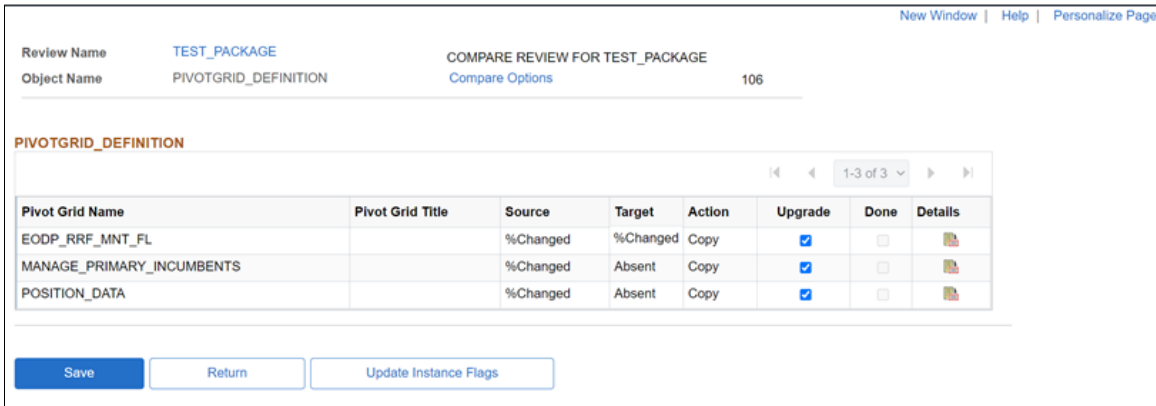 New Window | Help | Personalize Page
Review Name TEST_PACKAGE COMPARE REVIEW FOR TEST_PACKAGE
Object Name PIVOTGRID_DEFINITION Compare Options 106
PIVOTGRID_DEFINITION
1-3 of 3
Pivot Grid Name Pivot Grid Title Source Target Action Upgrade Done Details
EODP_RRF_MNT_FL %Changed %Changed Copy
MANAGE_PRIMARY_INCUMBENTS %Changed Absent Copy
POSITION_DATA %Changed Absent Copy
Save Return Update Instance Flags